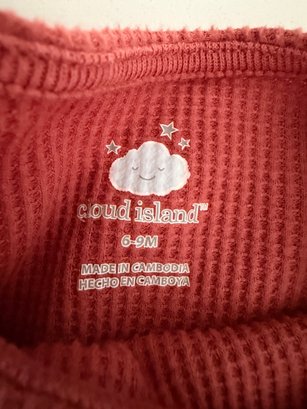 cloud island™
6-9M
MADE IN CAMBODIA
HECHO EN CAMBOYA